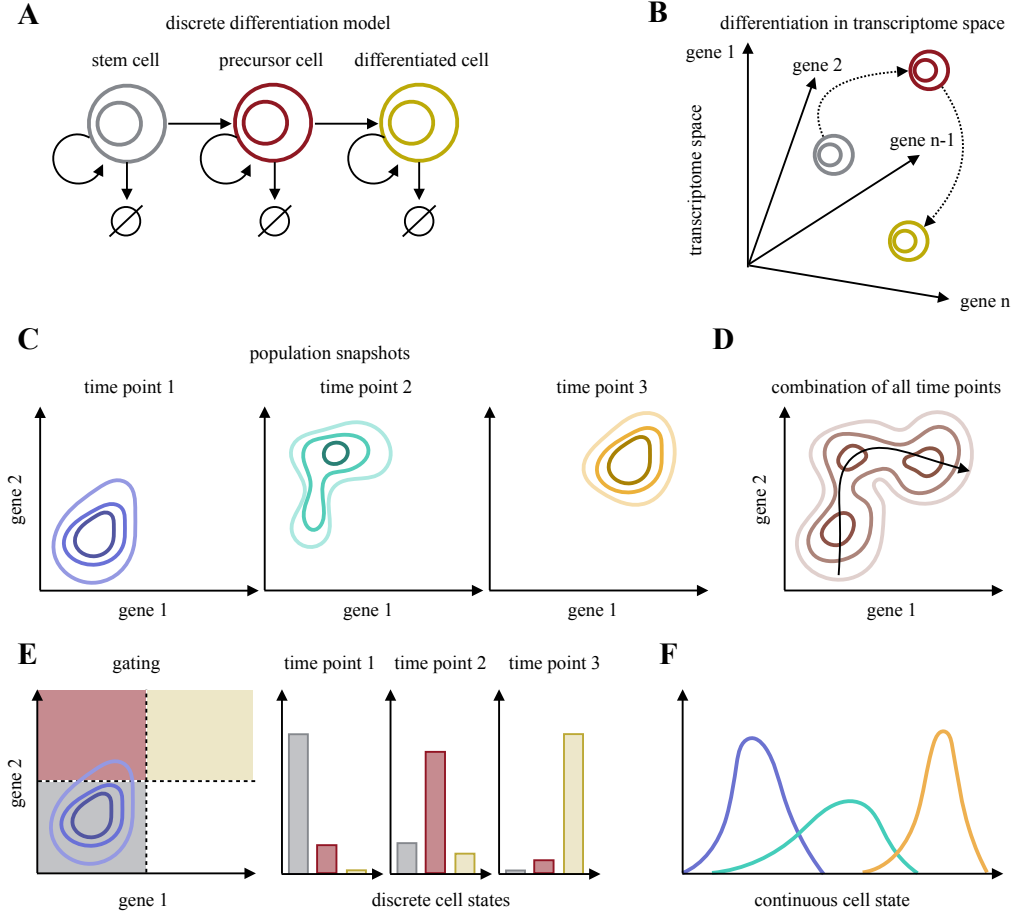 A
discrete differentiation model
stem cell
precursor cell
differentiated cell
B
differentiation in transcriptome space
gene 1
gene 2
gene n-1
transcriptome space
gene n
C
population snapshots
time point 1
time point 2
time point 3
gene 2
gene 1
gene 1
gene 1
D
combination of all time points
gene 2
gene 1
E
gating
gene 2
gene 1
time point 1
time point 2
time point 3
discrete cell states
F
continuous cell state